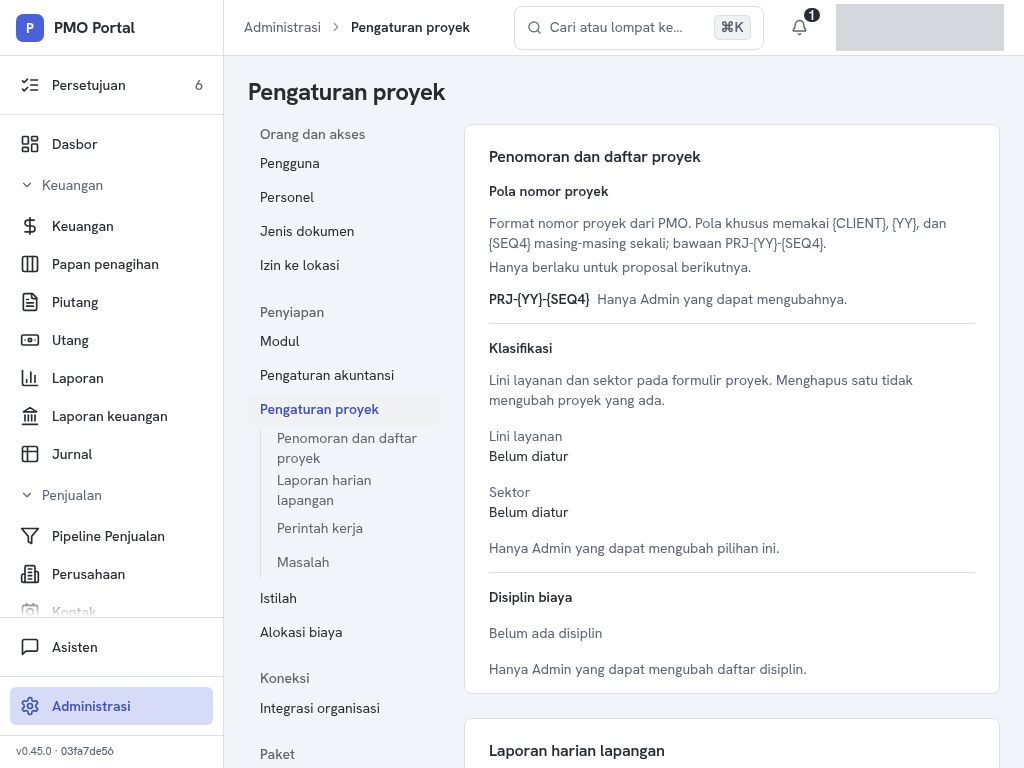 P PMO Portal
Persetujuan 6
Dasbor
Keuangan
Keuangan
Papan penagihan
Piutang
Utang
Laporan
Laporan keuangan
Jurnal
Penjualan
Pipeline Penjualan
Perusahaan
Kontak
Asisten
Administrasi
v0.45.0 · 03fa7de56
Administrasi > Pengaturan proyek
Cari atau lompat ke... ⌘K
1
Pengaturan proyek
Orang dan akses
Pengguna
Personel
Jenis dokumen
Izin ke lokasi
Penyiapan
Modul
Pengaturan akuntansi
Pengaturan proyek
Penomoran dan daftar
proyek
Laporan harian
lapangan
Perintah kerja
Masalah
Istilah
Alokasi biaya
Koneksi
Integrasi organisasi
Paket
Penomoran dan daftar proyek
Pola nomor proyek
Format nomor proyek dari PMO. Pola khusus memakai {CLIENT}, {YY}, dan
{SEQ4} masing-masing sekali; bawaan PRJ-{YY}-{SEQ4}.
Hanya berlaku untuk proposal berikutnya.
PRJ-{YY}-{SEQ4} Hanya Admin yang dapat mengubahnya.
Klasifikasi
Lini layanan dan sektor pada formulir proyek. Menghapus satu tidak
mengubah proyek yang ada.
Lini layanan
Belum diatur
Sektor
Belum diatur
Hanya Admin yang dapat mengubah pilihan ini.
Disiplin biaya
Belum ada disiplin
Hanya Admin yang dapat mengubah daftar disiplin.
Laporan harian lapangan